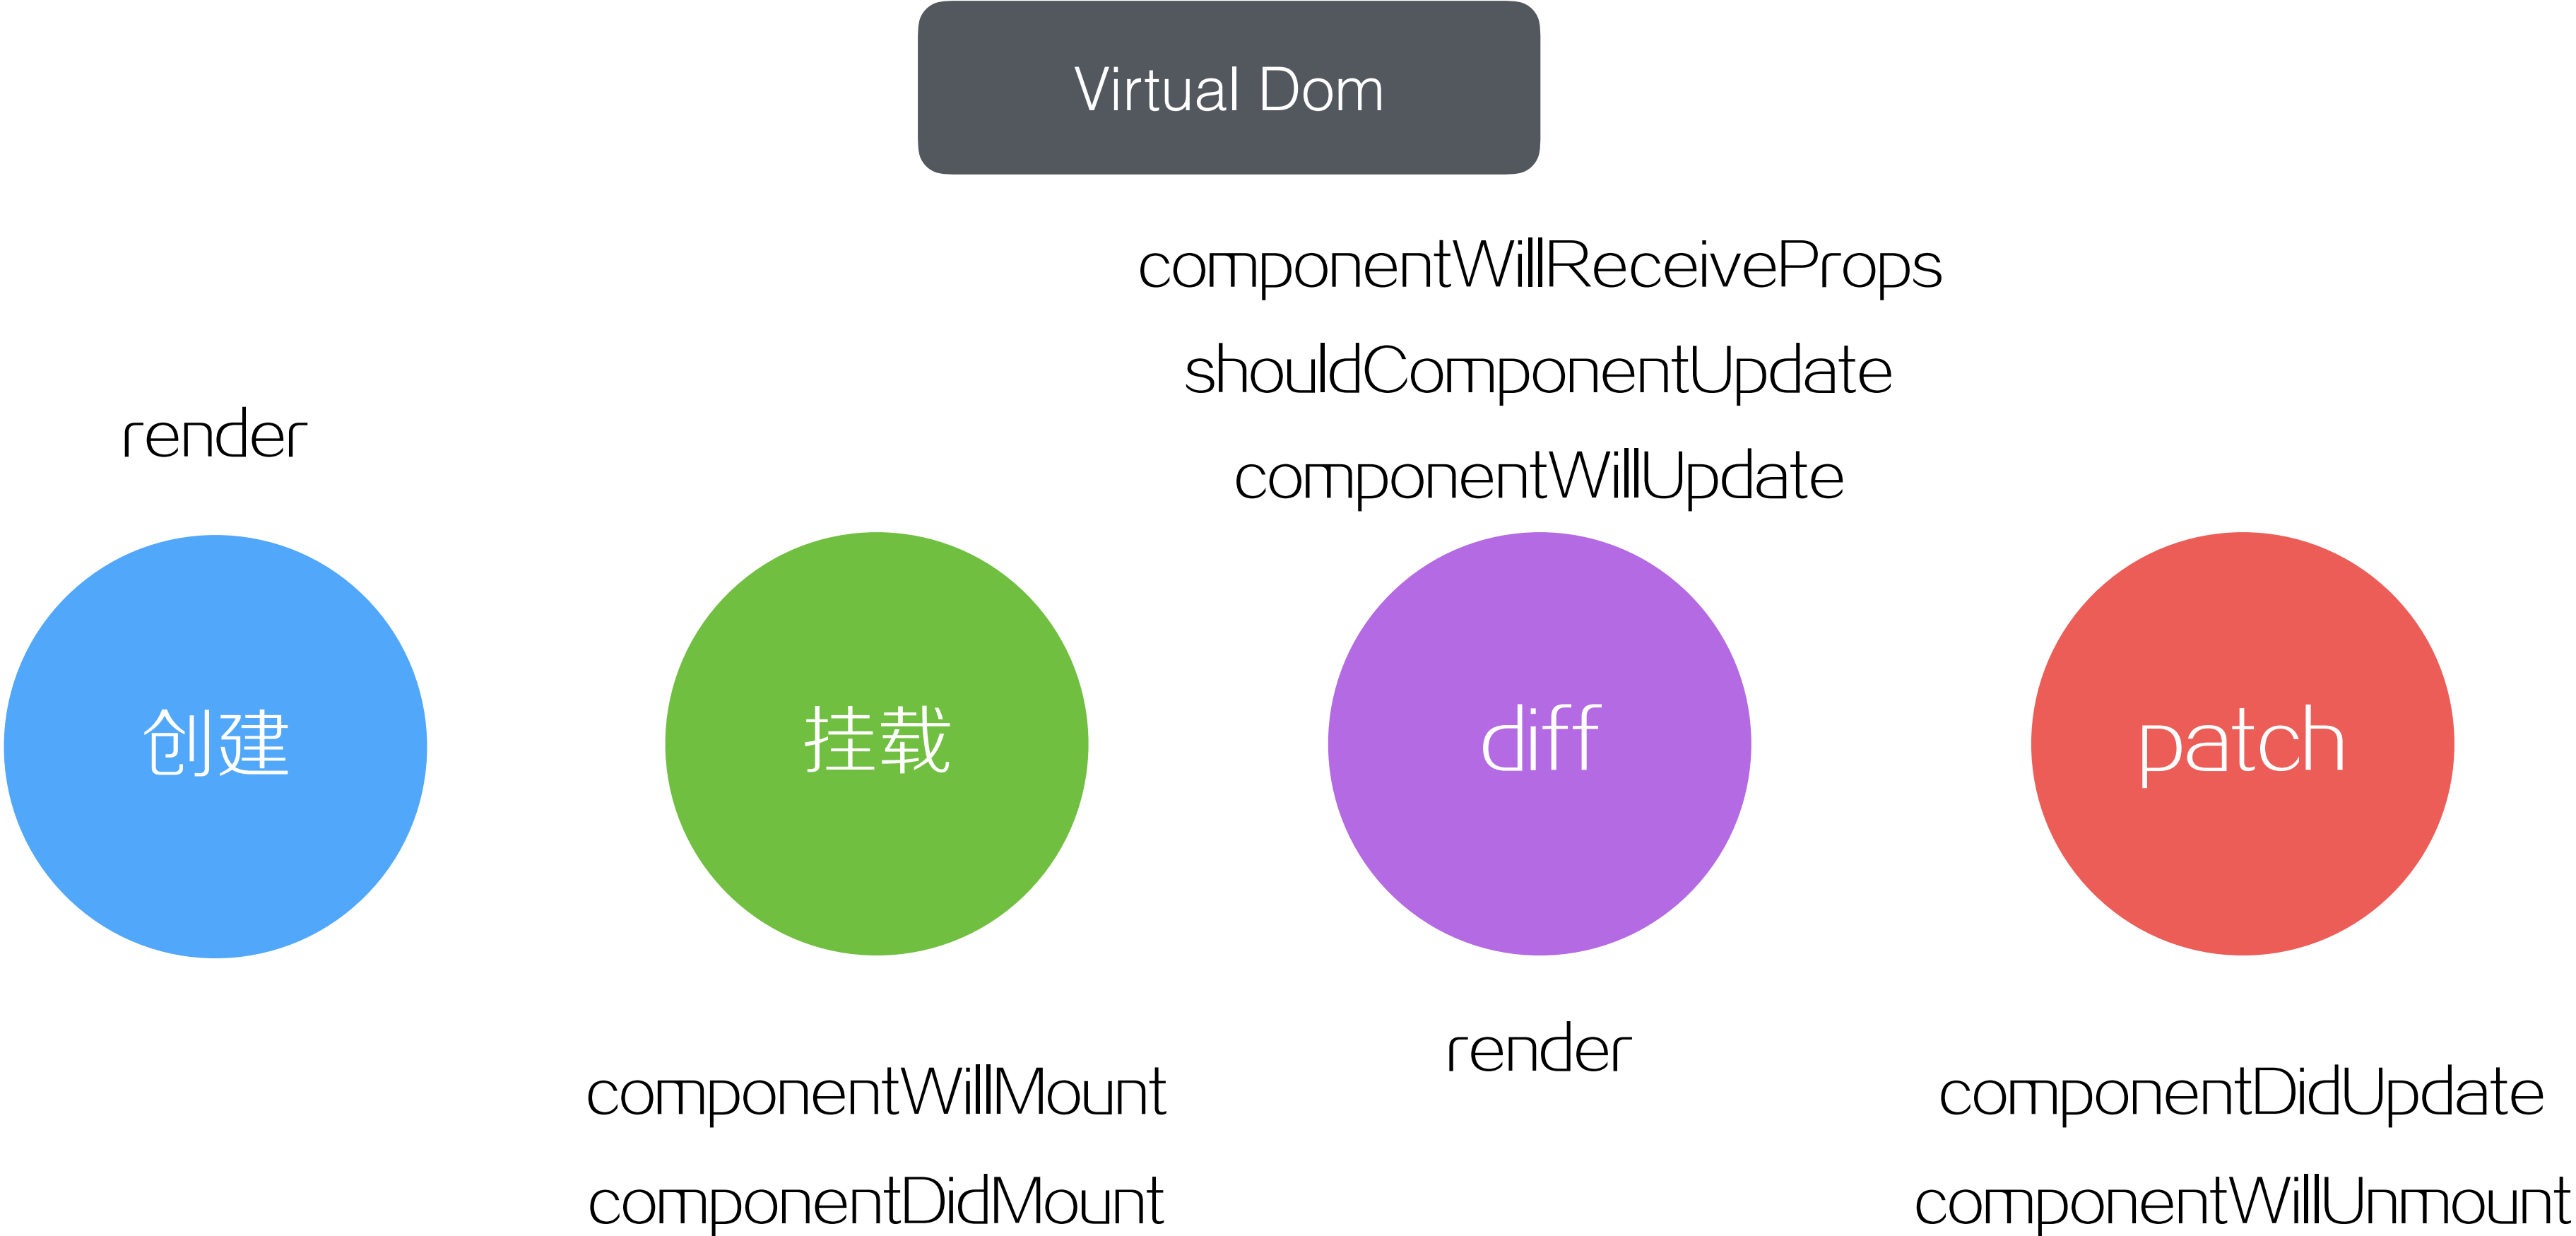 Virtual Dom
componentWillReceiveProps
shouldComponentUpdate
render
componentWillUpdate
创建
挂载
diff
patch
render
componentWillMount
componentDidUpdate
componentDidMount
componentWillUnmount